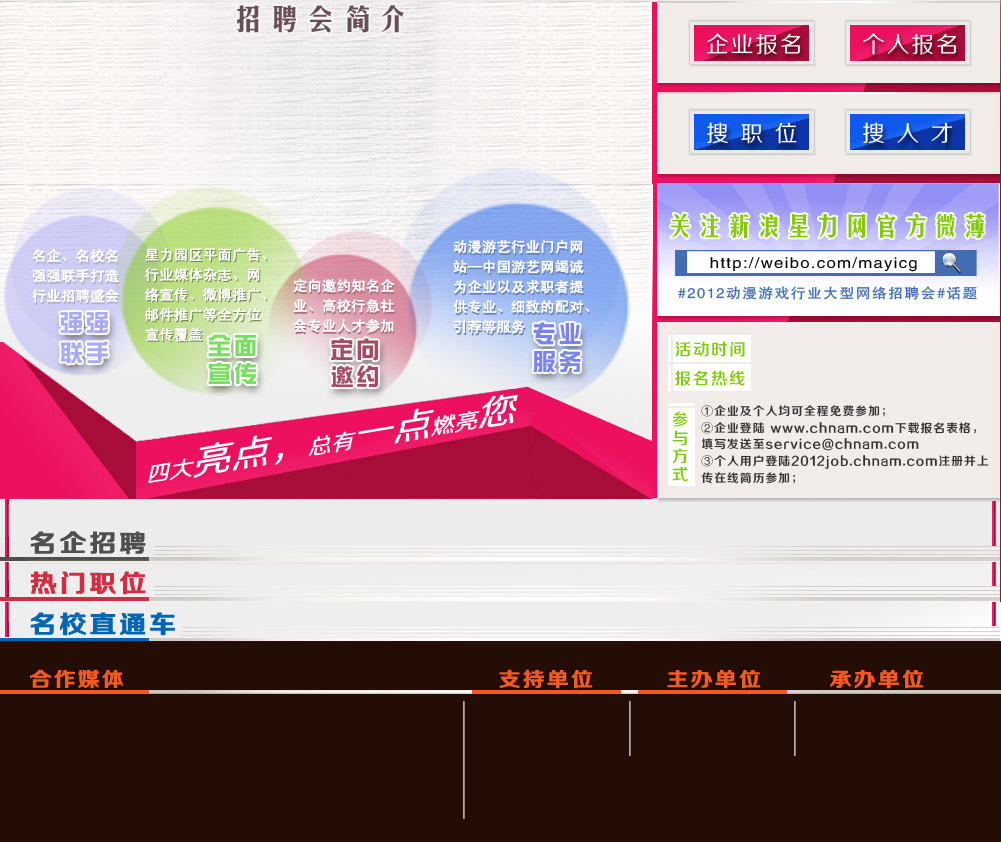 招聘会简介
名企、名校名
强强联手打造
行业招聘盛会
强强
联手
星力园区平面广告、
行业媒体杂志、网
络宣传、微博推广,
邮件推广等全方位
宣传覆盖
全面
宣传
定向邀约知名企
业、高校行急社
会专业人才参加
定向
邀约
动漫游艺行业门户网
站一中国游艺网竭诚
为企业以及求职者提
供专业、细致的配对、
引荐等服务
专业
服务
四大亮点，总有一点燃亮您
企业报名
个人报名
搜职位
搜人才
关注新浪星力网官方微薄
http://weibo.com/mayicg
#2012动漫游戏行业大型网络招聘会#话题
活动时间
报名热线
参与方式
①企业及个人均可全程免费参加；
②企业登陆 www.chnam.com下载报名表格，
填写发送至service@chnam.com
③个人用户登陆2012job.chnam.com注册并上
传在线简历参加；
名企招聘
热门职位
名校直通车
合作媒体
支持单位
主办单位
承办单位